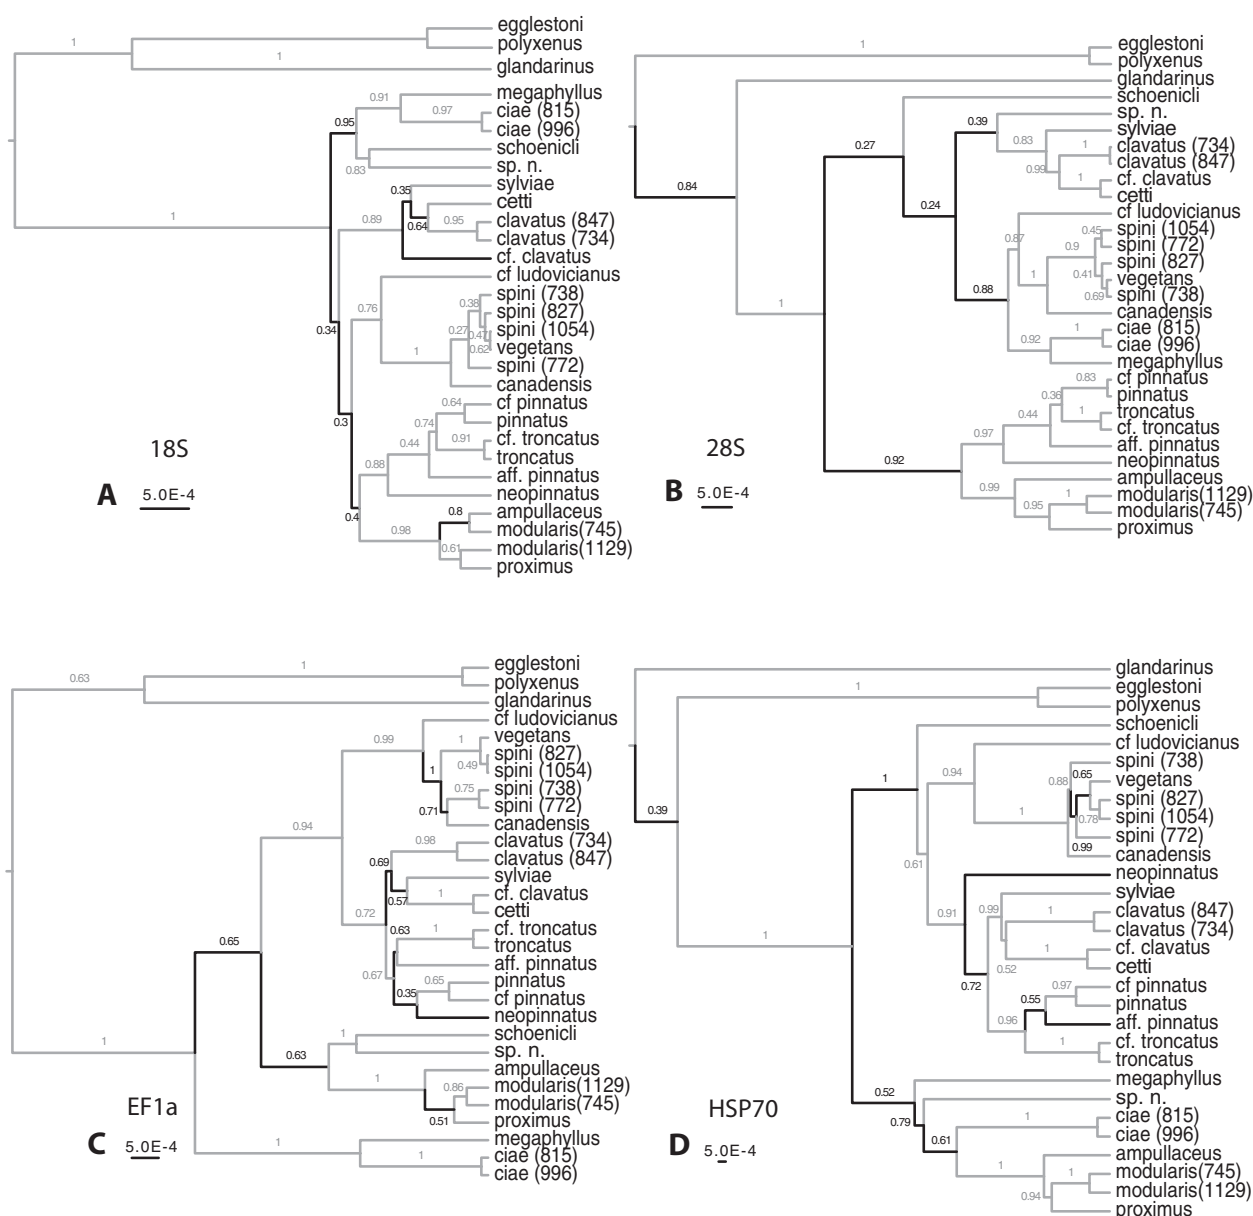 egglestoni
polyxenus
glandarinus
megaphyllus
ciae (815)
ciae (996)
schoenicli
sp. n.
sylviae
cetti
clavatus (847)
clavatus (734)
cf. clavatus
cf ludovicianus
spini (738)
spini (827)
spini (1054)
vegetans
spini (772)
canadensis
cf pinnatus
pinnatus
cf. troncatus
troncatus
aff. pinnatus
neopinnatus
ampullaceus
modularis(745)
modularis(1129)
proximus
1
1
1
0.91
0.97
0.95
0.83
0.35
0.64
0.95
0.89
0.34
0.76
0.38
0.27
0.47
0.62
1
0.3
0.64
0.74
0.91
0.44
0.88
0.4
0.8
0.98
0.61
18S
A
5.0E-4
egglestoni
polyxenus
glandarinus
schoenicli
sp. n.
sylviae
clavatus (734)
clavatus (847)
cf. clavatus
cetti
cf ludovicianus
spini (1054)
spini (772)
spini (827)
vegetans
spini (738)
canadensis
ciae (815)
ciae (996)
megaphyllus
cf pinnatus
pinnatus
troncatus
cf. troncatus
aff. pinnatus
neopinnatus
ampullaceus
modularis(1129)
modularis(745)
proximus
1
0.84
1
0.27
0.39
0.83
1
0.99
1
0.24
0.87
0.45
0.9
0.41
0.69
1
0.88
1
0.92
0.83
0.36
1
0.44
0.97
0.92
0.99
1
0.95
28S
B
5.0E-4
egglestoni
polyxenus
glandarinus
cf ludovicianus
vegetans
spini (827)
spini (1054)
spini (738)
spini (772)
canadensis
clavatus (734)
clavatus (847)
sylviae
cf. clavatus
cetti
cf. troncatus
troncatus
aff. pinnatus
pinnatus
cf pinnatus
neopinnatus
schoenicli
sp. n.
ampullaceus
modularis(1129)
modularis(745)
proximus
megaphyllus
ciae (815)
ciae (996)
0.63
1
0.99
1
0.49
1
0.75
0.71
0.94
0.98
0.69
0.57
1
0.72
0.63
1
0.67
0.65
0.35
0.65
1
0.63
1
0.86
0.51
1
1
1
EF1a
C
5.0E-4
glandarinus
egglestoni
polyxenus
schoenicli
cf ludovicianus
spini (738)
vegetans
spini (827)
spini (1054)
spini (772)
canadensis
neopinnatus
sylviae
clavatus (847)
clavatus (734)
cf. clavatus
cetti
cf pinnatus
pinnatus
aff. pinnatus
cf. troncatus
troncatus
megaphyllus
sp. n.
ciae (815)
ciae (996)
ampullaceus
modularis(745)
modularis(1129)
proximus
1
0.39
1
1
0.94
0.88
0.65
0.78
1
0.99
0.61
0.91
0.99
1
1
0.52
0.72
0.97
0.55
0.96
1
0.52
0.79
1
0.61
1
1
0.94
HSP70
D
5.0E-4